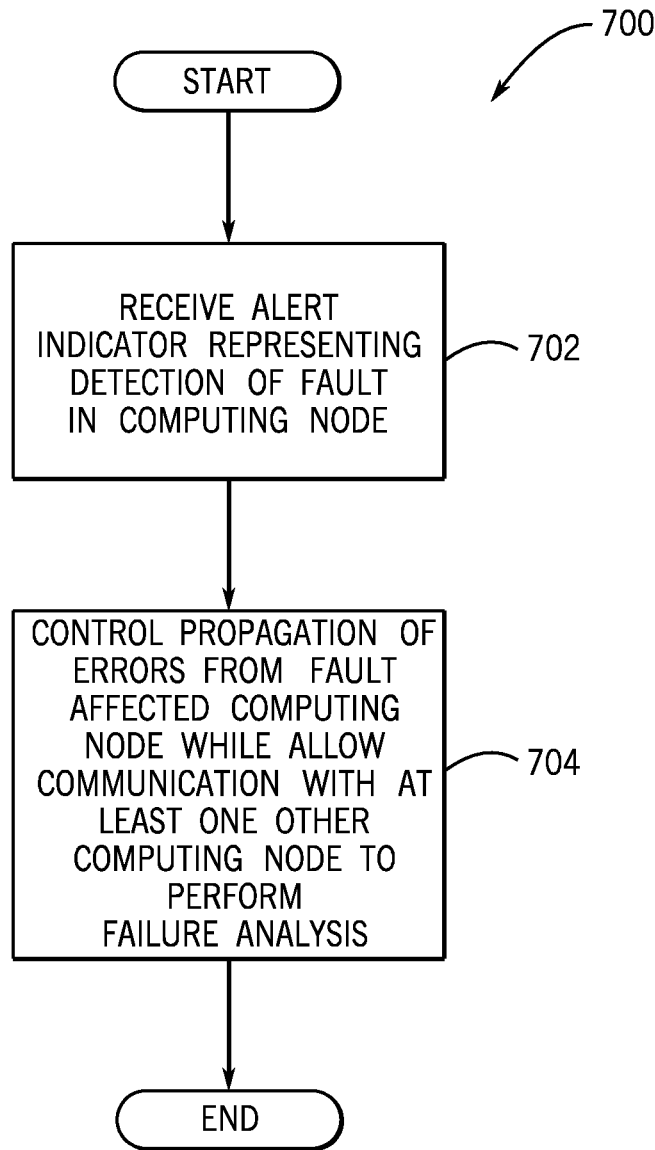 700
START
RECEIVE ALERT
INDICATOR REPRESENTING
DETECTION OF FAULT
IN COMPUTING NODE
702
CONTROL PROPAGATION OF
ERRORS FROM FAULT
AFFECTED COMPUTING
NODE WHILE ALLOW
COMMUNICATION WITH AT
LEAST ONE OTHER
COMPUTING NODE TO
PERFORM
FAILURE ANALYSIS
704
END